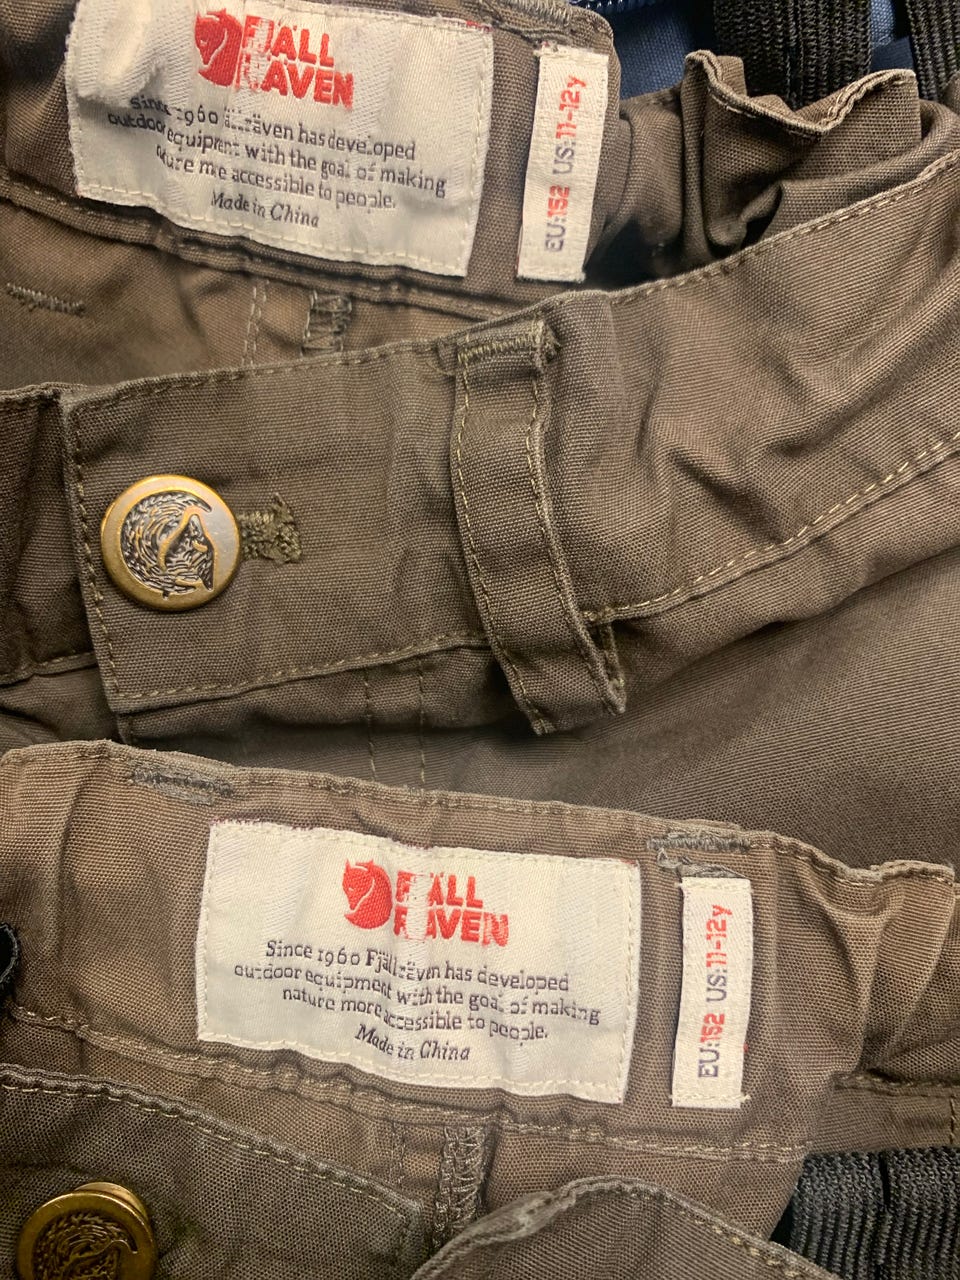 FJÄLL
RAVEN
Since 1960 Fjällräven has developed
outdoor equipment with the goal of making
nature more accessible to people.
Made in China
EU:152 US:11-12y
FJÄLL
RAVEN
Since 1960 Fjällräven has developed
outdoor equipment with the goal of making
nature more accessible to people.
Made in China
EU:152 US:11-12y